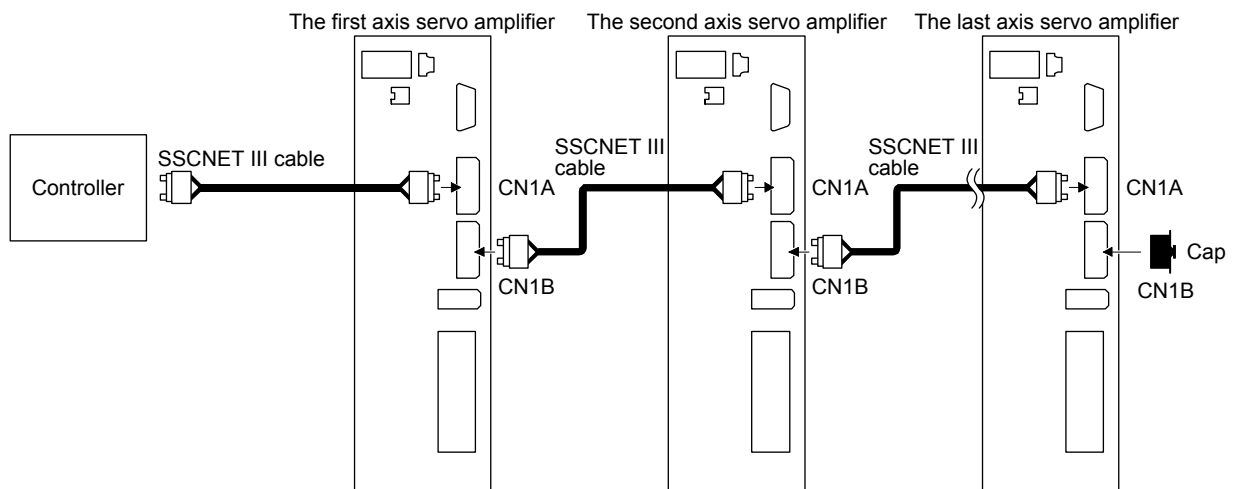 The first axis servo amplifier
The second axis servo amplifier
The last axis servo amplifier
Controller
SSCNET III cable
CN1A
CN1B
SSCNET III
cable
CN1A
CN1B
SSCNET III
cable
CN1A
Cap
CN1B